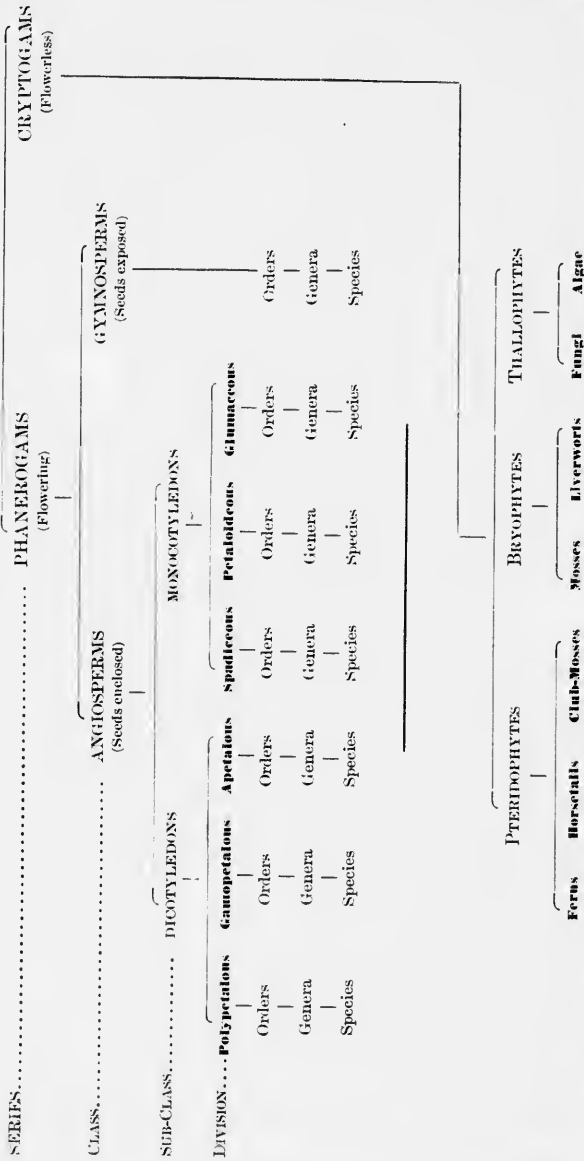 SERIES........................................ PHANEROGAMS CRYPTOGAMS
(Flowering) (Flowerless)
CLASS.................... ANGIOSPERMS GYMNOSPERMS
(Seeds enclosed) (Seeds exposed)
SUB-CLASS............ DICOTYLEDONS MONOCOTYLEDONS
DIVISION.... Polypetalous Gamopetalous Apetalous Spadiceous Petaloideous Glumaceous
Orders Orders Orders Orders Orders Orders Orders
Genera Genera Genera Genera Genera Genera Genera
Species Species Species Species Species Species Species
PTERIDOPHYTES BRYOPHYTES THALLOPHYTES
Ferns Horsetails Club-Mosses Mosses Liverworts Fungi Algae